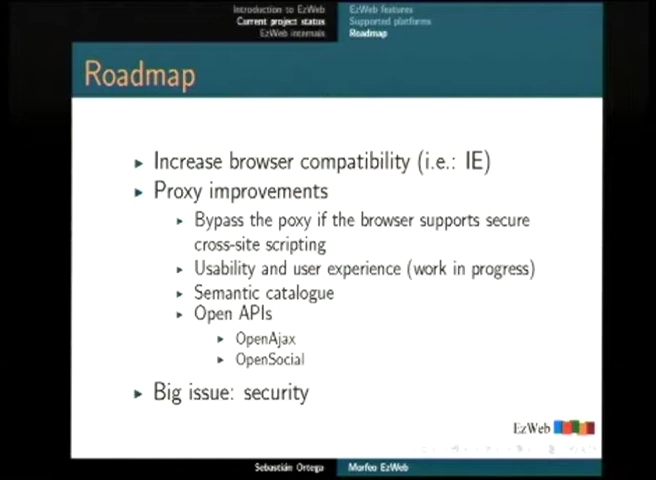 Introduction to EzWeb
Current project status
EzWeb internals
EzWeb features
Supported platforms
Roadmap
Roadmap
Increase browser compatibility (i.e.: IE)
Proxy improvements
Bypass the poxy if the browser supports secure
cross-site scripting
Usability and user experience (work in progress)
Semantic catalogue
Open APIs
OpenAjax
OpenSocial
Big issue: security
EzWeb
Sebastián Ortega
Morfeo EzWeb